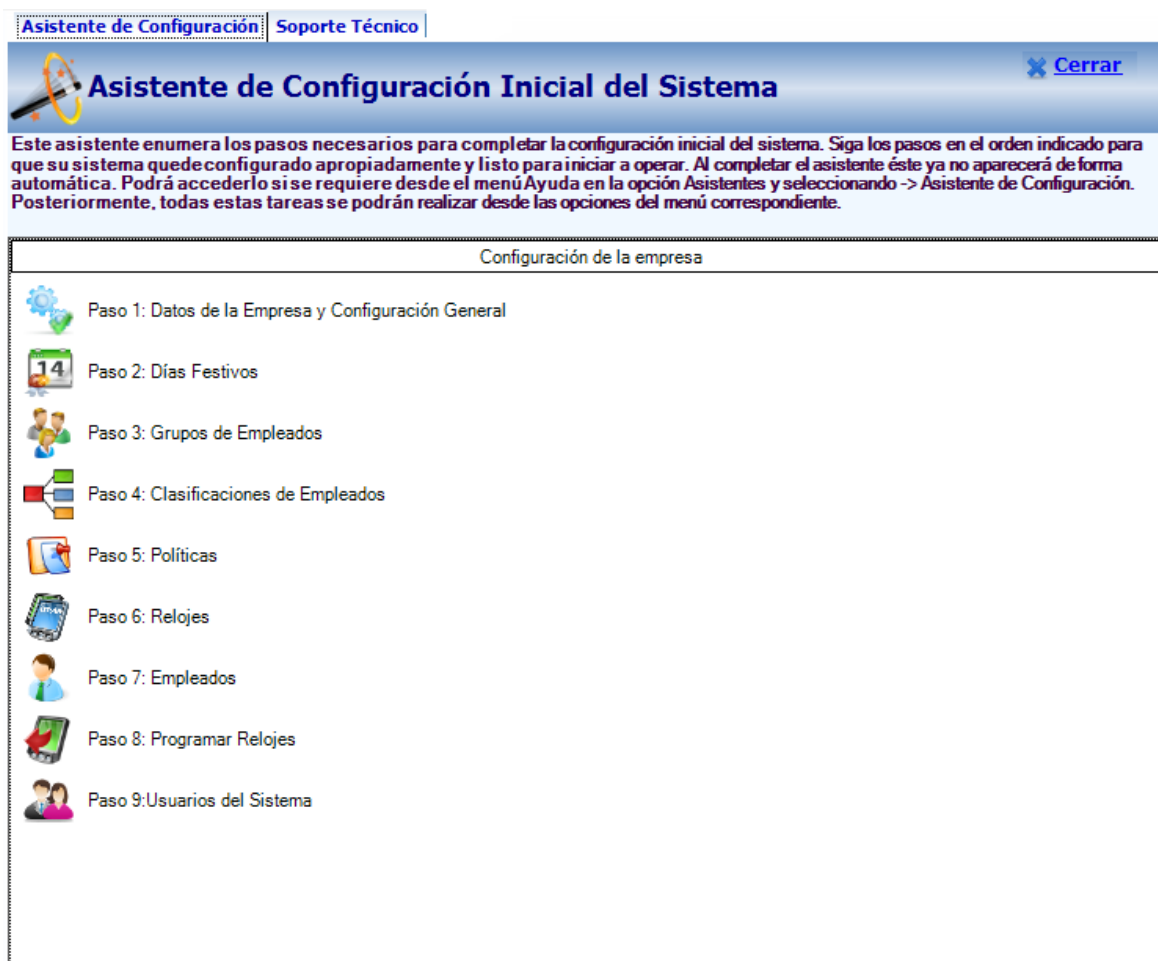 Asistente de Configuración Soporte Técnico
Cerrar
Asistente de Configuración Inicial del Sistema
Este asistente enumera los pasos necesarios para completar la configuración inicial del sistema. Siga los pasos en el orden indicado para
que su sistema quede configurado apropiadamente y listo para iniciar a operar. Al completar el asistente éste ya no aparecerá de forma
automática. Podrá accederlo si se requiere desde el menú Ayuda en la opción Asistentes y seleccionando -> Asistente de Configuración.
Posteriormente, todas estas tareas se podrán realizar desde las opciones del menú correspondiente.
Configuración de la empresa
Paso 1: Datos de la Empresa y Configuración General
14
Paso 2: Días Festivos
Paso 3: Grupos de Empleados
Paso 4: Clasificaciones de Empleados
Paso 5: Políticas
Paso 6: Relojes
Paso 7: Empleados
Paso 8: Programar Relojes
Paso 9:Usuarios del Sistema